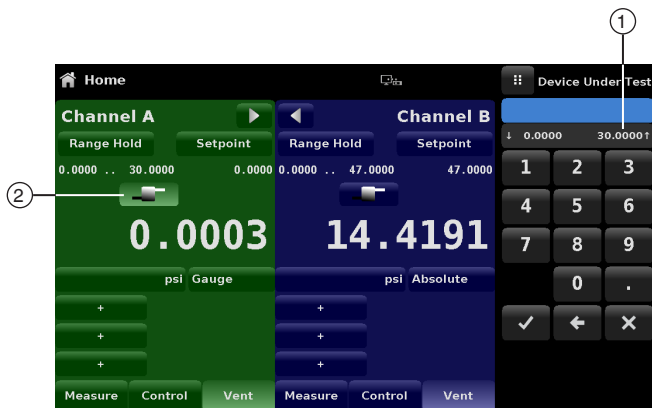 1
Home
Device Under Test
Channel A
Channel B
Range Hold Setpoint
Range Hold Setpoint
↓ 0.0000 30.0000↑
0.0000 .. 30.0000 0.0000
0.0000 .. 47.0000 47.0000
2
0.0003
14.4191
psi Gauge
psi Absolute
+
+
+
+
+
+
Measure Control Vent
Measure Control Vent
1 2 3
4 5 6
7 8 9
0 .